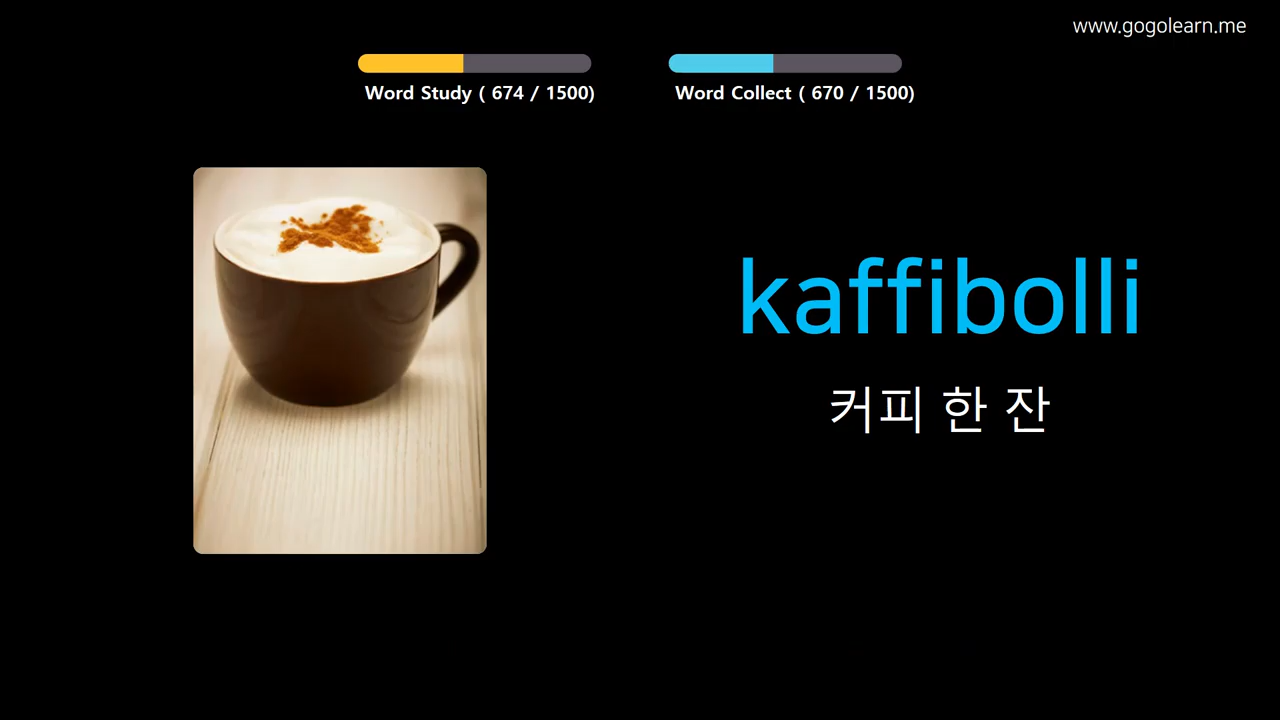 www.gogolearn.me
Word Study ( 674 / 1500)
Word Collect ( 670 / 1500)
kaffibolli
커피 한 잔